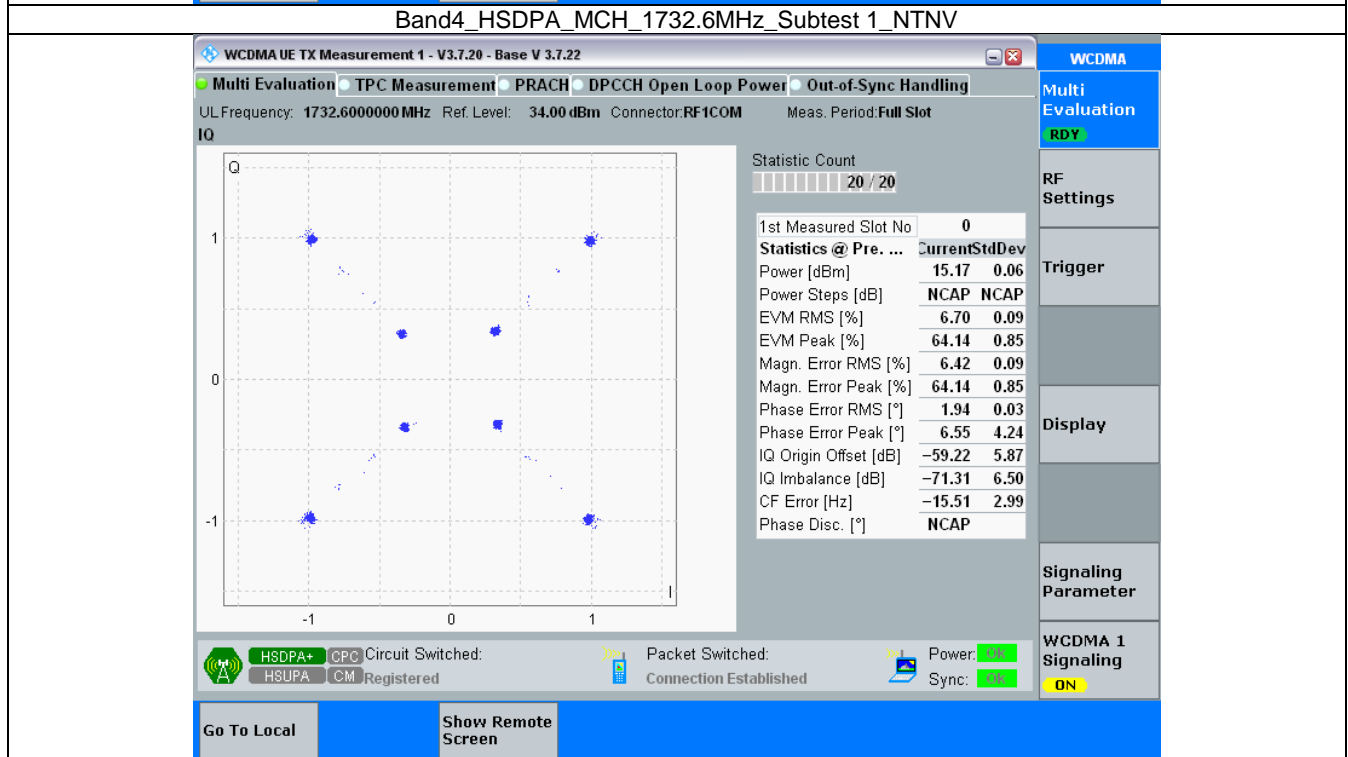 Band4_HSDPA_MCH_1732.6MHz_Subtest 1_NTNV
WCDMA UE TX Measurement 1 - V3.7.20 - Base V 3.7.22
WCDMA
Multi Evaluation TPC Measurement PRACH DPCCH Open Loop Power Out-of-Sync Handling
Multi
Evaluation
RDY
UL Frequency: 1732.6000000 MHz Ref. Level: 34.00 dBm Connector:RF1COM Meas. Period:Full Slot
IQ
Q
1
0
-1
I
-1 0 1
Statistic Count
20 / 20
1st Measured Slot No 0
Statistics @ Pre. ... CurrentStdDev
Power [dBm] 15.17 0.06
Power Steps [dB] NCAP NCAP
EVM RMS [%] 6.70 0.09
EVM Peak [%] 64.14 0.85
Magn. Error RMS [%] 6.42 0.09
Magn. Error Peak [%] 64.14 0.85
Phase Error RMS [°] 1.94 0.03
Phase Error Peak [°] 6.55 4.24
IQ Origin Offset [dB] −59.22 5.87
IQ Imbalance [dB] −71.31 6.50
CF Error [Hz] −15.51 2.99
Phase Disc. [°] NCAP
RF
Settings
Trigger
Display
Signaling
Parameter
WCDMA 1
Signaling
ON
HSDPA+ CPC Circuit Switched: Packet Switched: Power: Ok
HSUPA CM Registered Connection Established Sync: Ok
Go To Local
Show Remote
Screen